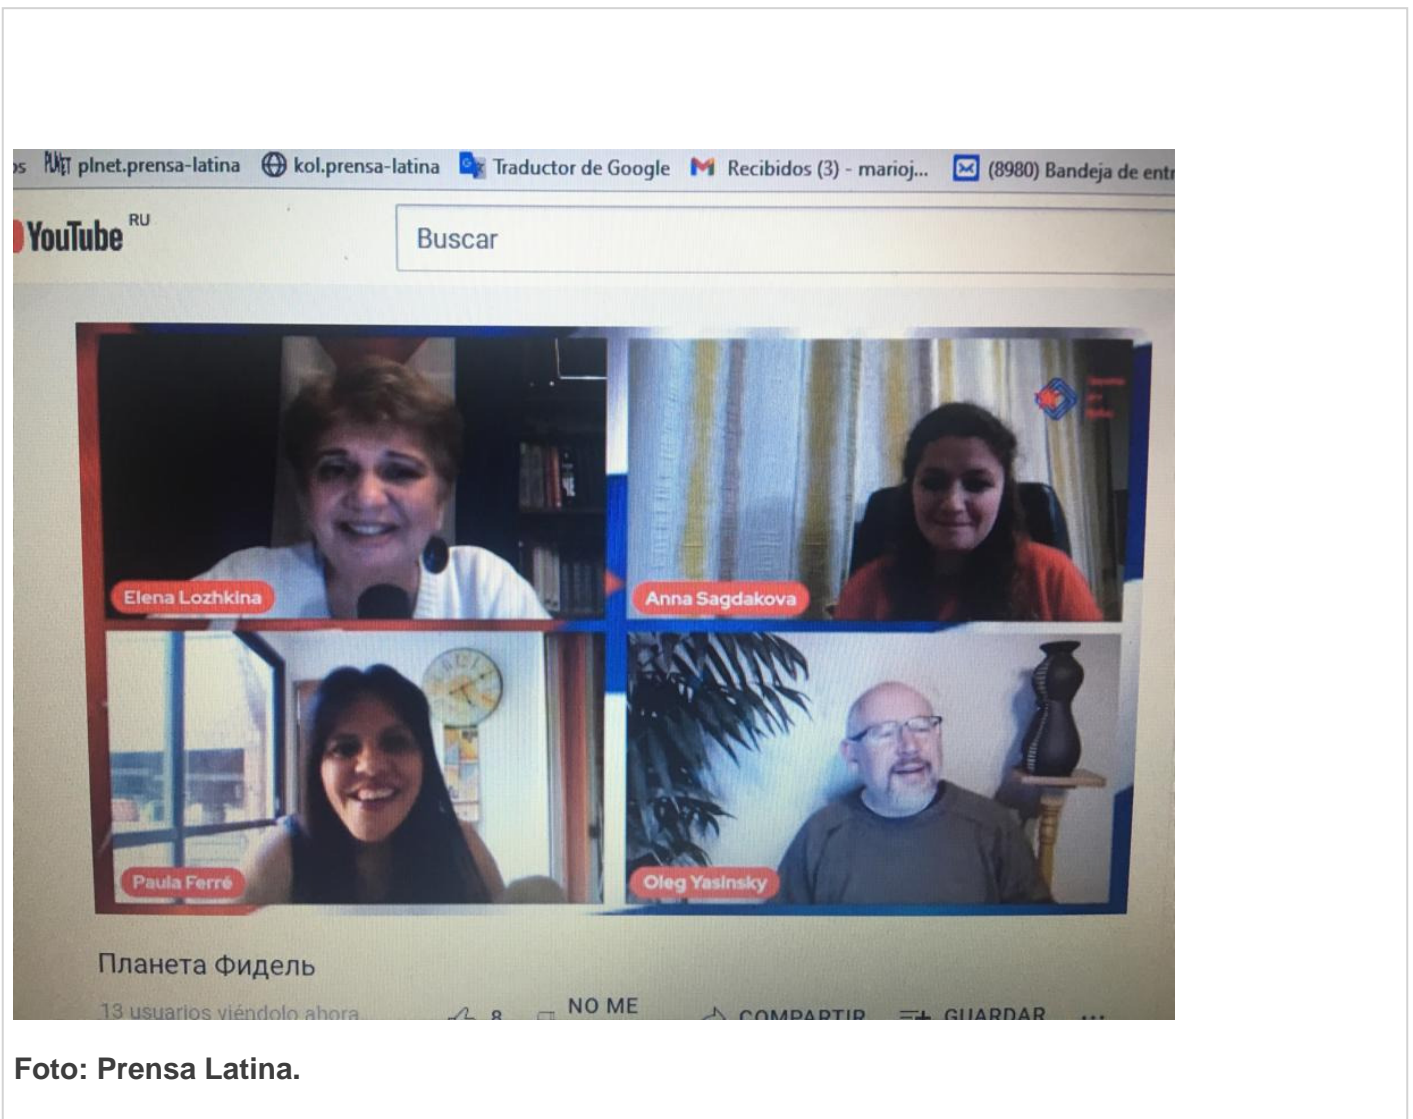 os PLNET plnet.prensa-latina kol.prensa-latina Traductor de Google Recibidos (3) - marioj... (8980) Bandeja de entr
YouTube RU
Buscar
Elena Lozhkina
Anna Sagdakova
Paula Ferré
Oleg Yasinsky
Планета Фидель
13 usuarios viéndolo ahora 8 NO ME COMPARTIR GUARDAR ...
Foto: Prensa Latina.